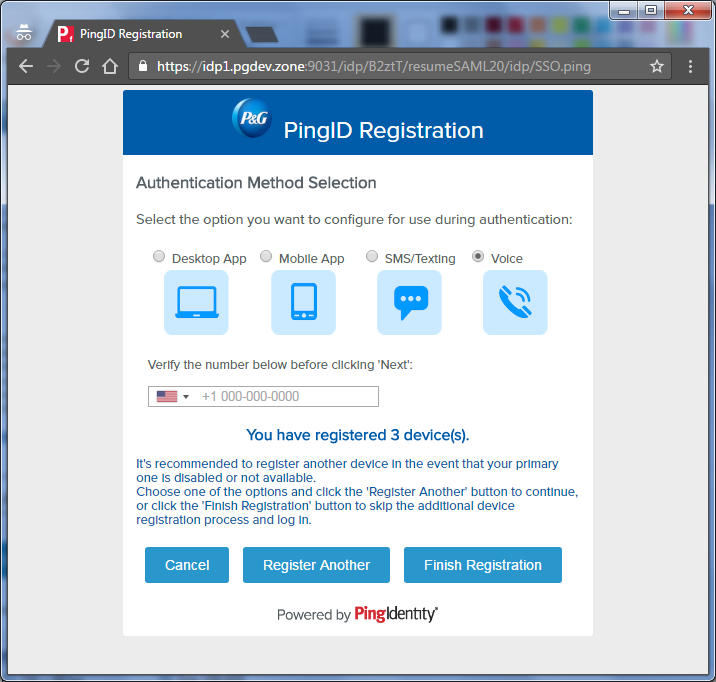 PingID Registration
https://idp1.pgdev.zone:9031/idp/B2ztT/resumeSAML20/idp/SSO.ping
P&G PingID Registration
Authentication Method Selection
Select the option you want to configure for use during authentication:
Desktop App Mobile App SMS/Texting Voice
Verify the number below before clicking 'Next':
+1 000-000-0000
You have registered 3 device(s).
It's recommended to register another device in the event that your primary
one is disabled or not available.
Choose one of the options and click the 'Register Another' button to continue,
or click the 'Finish Registration' button to skip the additional device
registration process and log in.
Cancel Register Another Finish Registration
Powered by PingIdentity